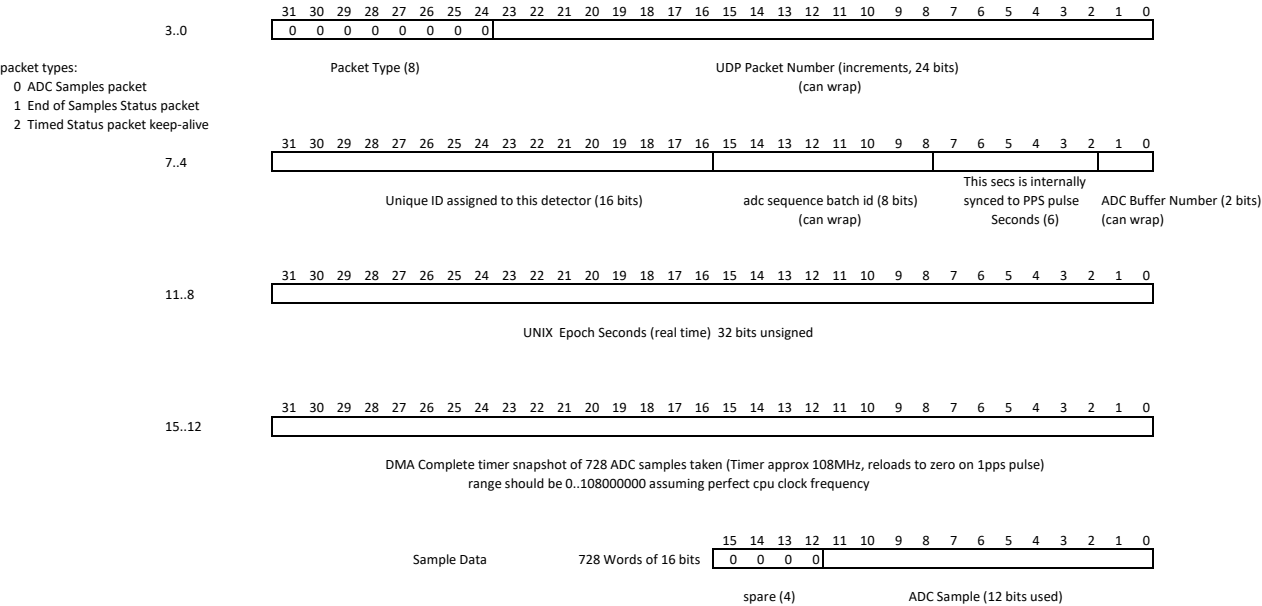 31 30 29 28 27 26 25 24 23 22 21 20 19 18 17 16 15 14 13 12 11 10 9 8 7 6 5 4 3 2 1 0
3..0 0 0 0 0 0 0 0 0
packet types: Packet Type (8) UDP Packet Number (increments, 24 bits)
0 ADC Samples packet (can wrap)
1 End of Samples Status packet
2 Timed Status packet keep-alive
31 30 29 28 27 26 25 24 23 22 21 20 19 18 17 16 15 14 13 12 11 10 9 8 7 6 5 4 3 2 1 0
7..4
This secs is internally
Unique ID assigned to this detector (16 bits) adc sequence batch id (8 bits) synced to PPS pulse ADC Buffer Number (2 bits)
(can wrap) Seconds (6) (can wrap)
31 30 29 28 27 26 25 24 23 22 21 20 19 18 17 16 15 14 13 12 11 10 9 8 7 6 5 4 3 2 1 0
11..8
UNIX Epoch Seconds (real time) 32 bits unsigned
31 30 29 28 27 26 25 24 23 22 21 20 19 18 17 16 15 14 13 12 11 10 9 8 7 6 5 4 3 2 1 0
15..12
DMA Complete timer snapshot of 728 ADC samples taken (Timer approx 108MHz, reloads to zero on 1pps pulse)
range should be 0..108000000 assuming perfect cpu clock frequency
15 14 13 12 11 10 9 8 7 6 5 4 3 2 1 0
Sample Data 728 Words of 16 bits 0 0 0 0
spare (4) ADC Sample (12 bits used)